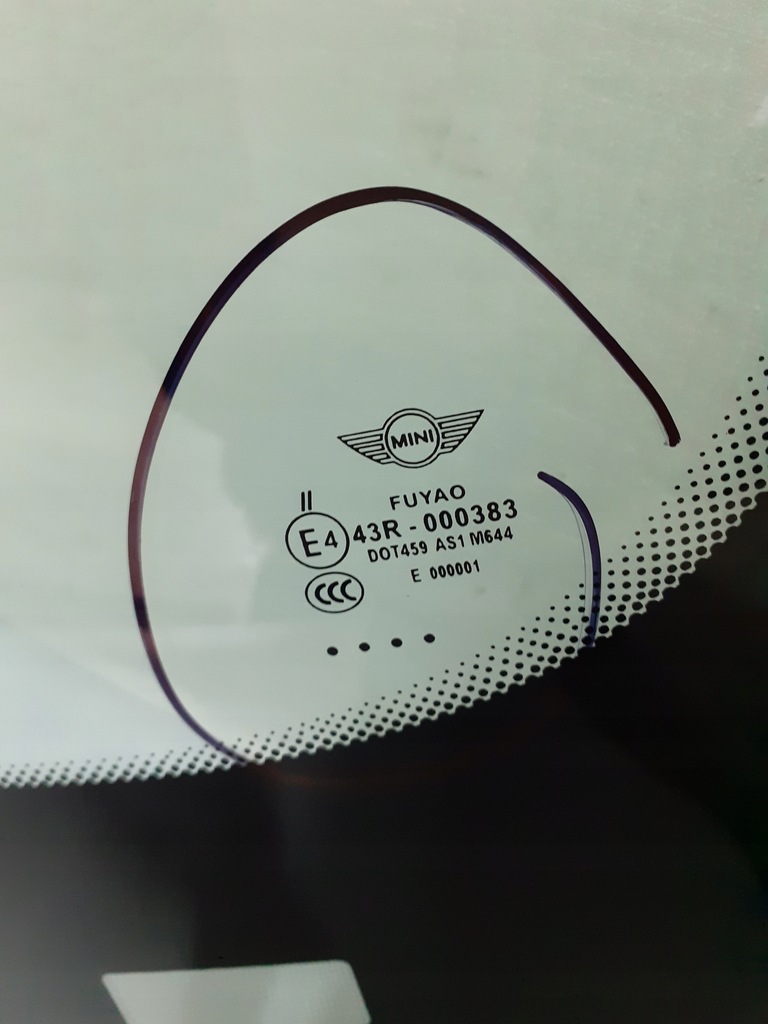 MINI
FUYAO
II
E4 43R - 000383
DOT459 AS1 M644
E 000001
CCC